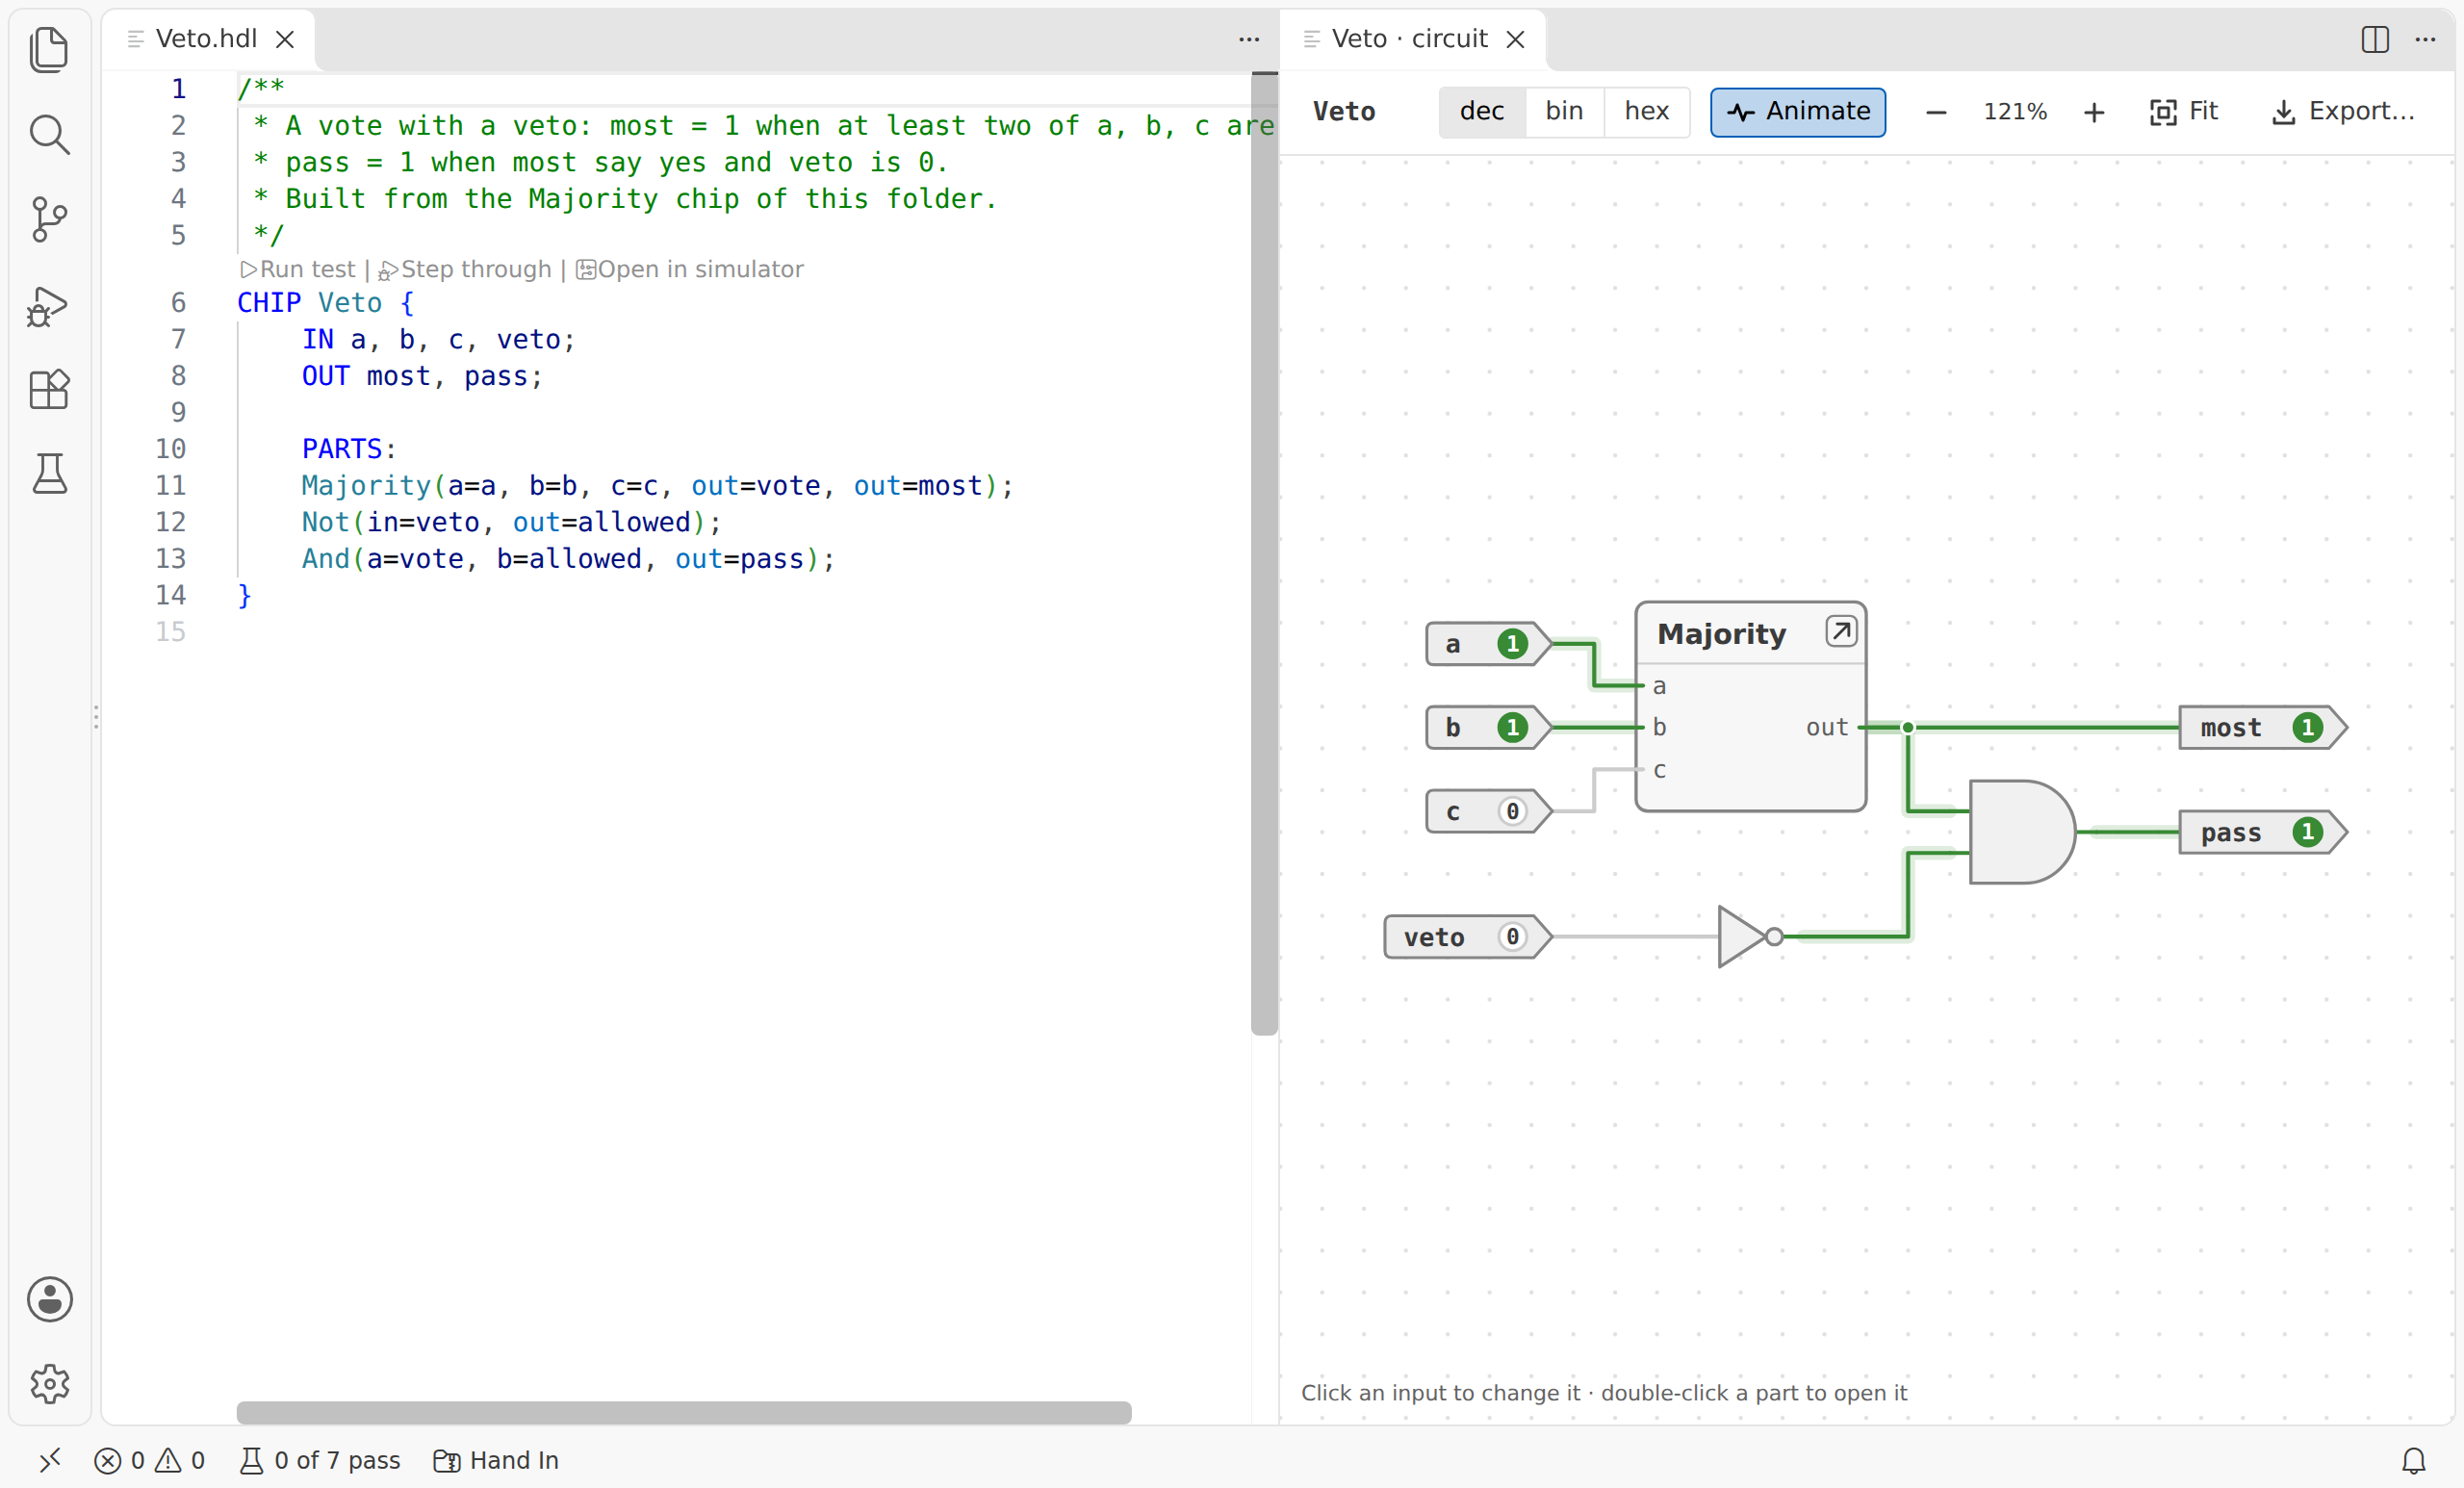 Veto.hdl
Veto · circuit
1 /**
2 * A vote with a veto: most = 1 when at least two of a, b, c are
3 * pass = 1 when most say yes and veto is 0.
4 * Built from the Majority chip of this folder.
5 */
Run test | Step through | Open in simulator
6 CHIP Veto {
7 IN a, b, c, veto;
8 OUT most, pass;
9
10 PARTS:
11 Majority(a=a, b=b, c=c, out=vote, out=most);
12 Not(in=veto, out=allowed);
13 And(a=vote, b=allowed, out=pass);
14 }
15
Veto dec bin hex Animate − 121% + Fit Export...
Majority
a 1
a
b 1
b
out
most 1
c
c 0
pass 1
veto 0
Click an input to change it · double-click a part to open it
0 0 0 of 7 pass Hand In